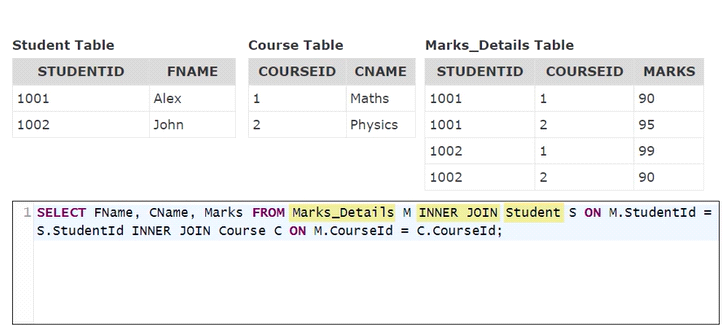 Student Table
STUDENTID FNAME
1001 Alex
1002 John
Course Table
COURSEID CNAME
1 Maths
2 Physics
Marks_Details Table
STUDENTID COURSEID MARKS
1001 1 90
1001 2 95
1002 1 99
1002 2 90
1 SELECT FName, CName, Marks FROM Marks_Details M INNER JOIN Student S ON M.StudentId =
S.StudentId INNER JOIN Course C ON M.CourseId = C.CourseId;